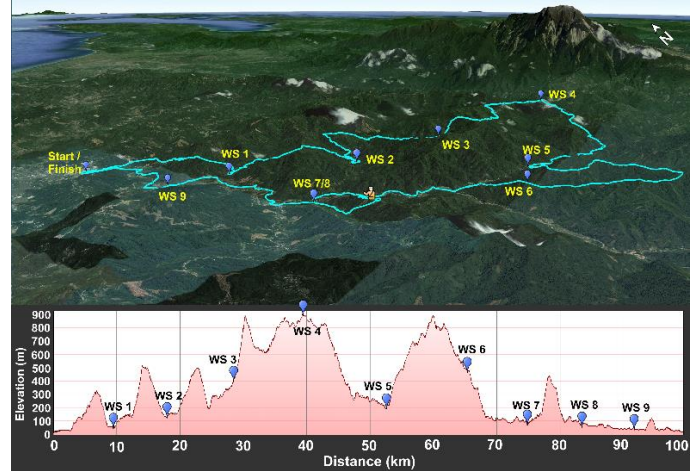 N
WS 4
WS 3
WS 1
WS 2
WS 5
Start /
Finish
WS 7/8
WS 6
WS 9
Elevation (m)
900
800
700
600
500
400
300
200
100
0
WS 1
WS 2
WS 3
WS 4
WS 5
WS 6
WS 7
WS 8
WS 9
0
10
20
30
40
50
60
70
80
90
100
Distance (km)